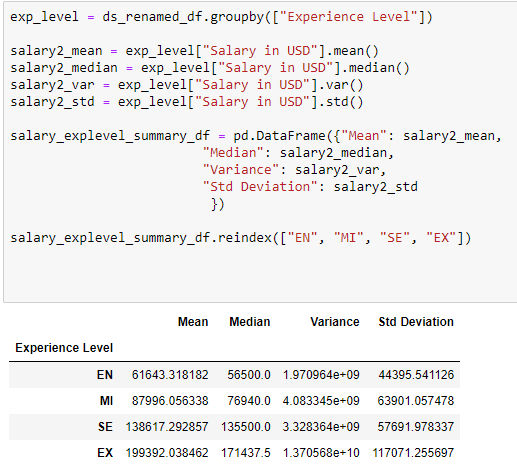 exp_level = ds_renamed_df.groupby(["Experience Level"])
salary2_mean = exp_level["Salary in USD"].mean()
salary2_median = exp_level["Salary in USD"].median()
salary2_var = exp_level["Salary in USD"].var()
salary2_std = exp_level["Salary in USD"].std()
salary_explevel_summary_df = pd.DataFrame({"Mean": salary2_mean,
"Median": salary2_median,
"Variance": salary2_var,
"Std Deviation": salary2_std
})
salary_explevel_summary_df.reindex(["EN", "MI", "SE", "EX"])
Mean Median Variance Std Deviation
Experience Level
EN 61643.318182 56500.0 1.970964e+09 44395.541126
MI 87996.056338 76940.0 4.083345e+09 63901.057478
SE 138617.292857 135500.0 3.328364e+09 57691.978337
EX 199392.038462 171437.5 1.370568e+10 117071.255697